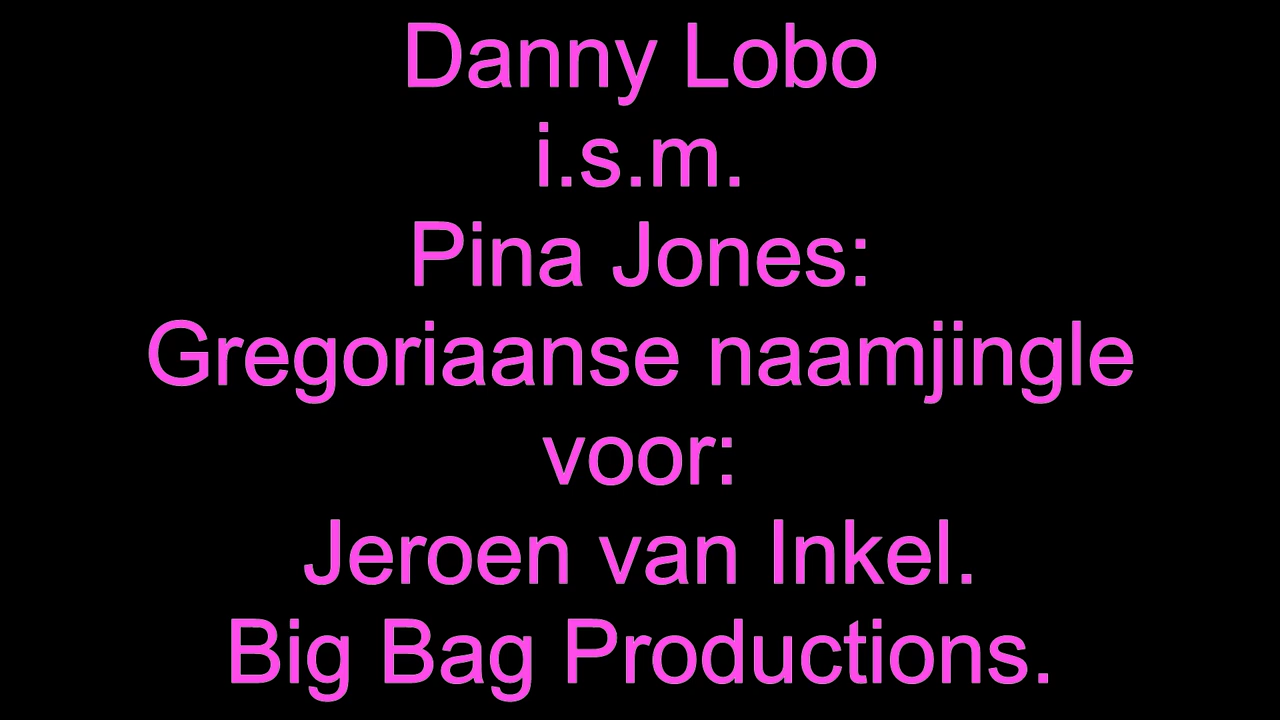 Danny Lobo
i.s.m.
Pina Jones:
Gregoriaanse naamjingle
voor:
Jeroen van Inkel.
Big Bag Productions.